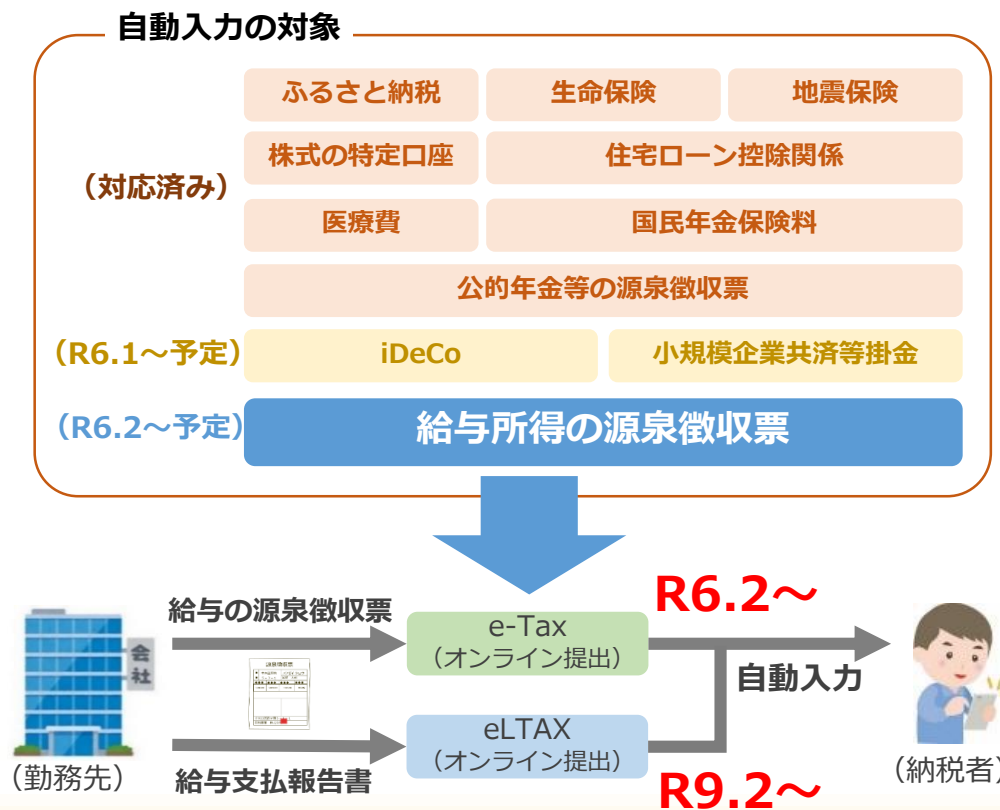 自動入力の対象
ふるさと納税
生命保険
地震保険
(対応済み)
株式の特定口座
住宅ローン控除関係
医療費
国民年金保険料
公的年金等の源泉徴収票
(R6.1～予定)
iDeCo
小規模企業共済等掛金
(R6.2～予定)
給与所得の源泉徴収票
給与の源泉徴収票
e-Tax
(オンライン提出)
R6.2～
会社
自動入力
eLTAX
(オンライン提出)
給与支払報告書
R9.2～
(勤務先)
(納税者)